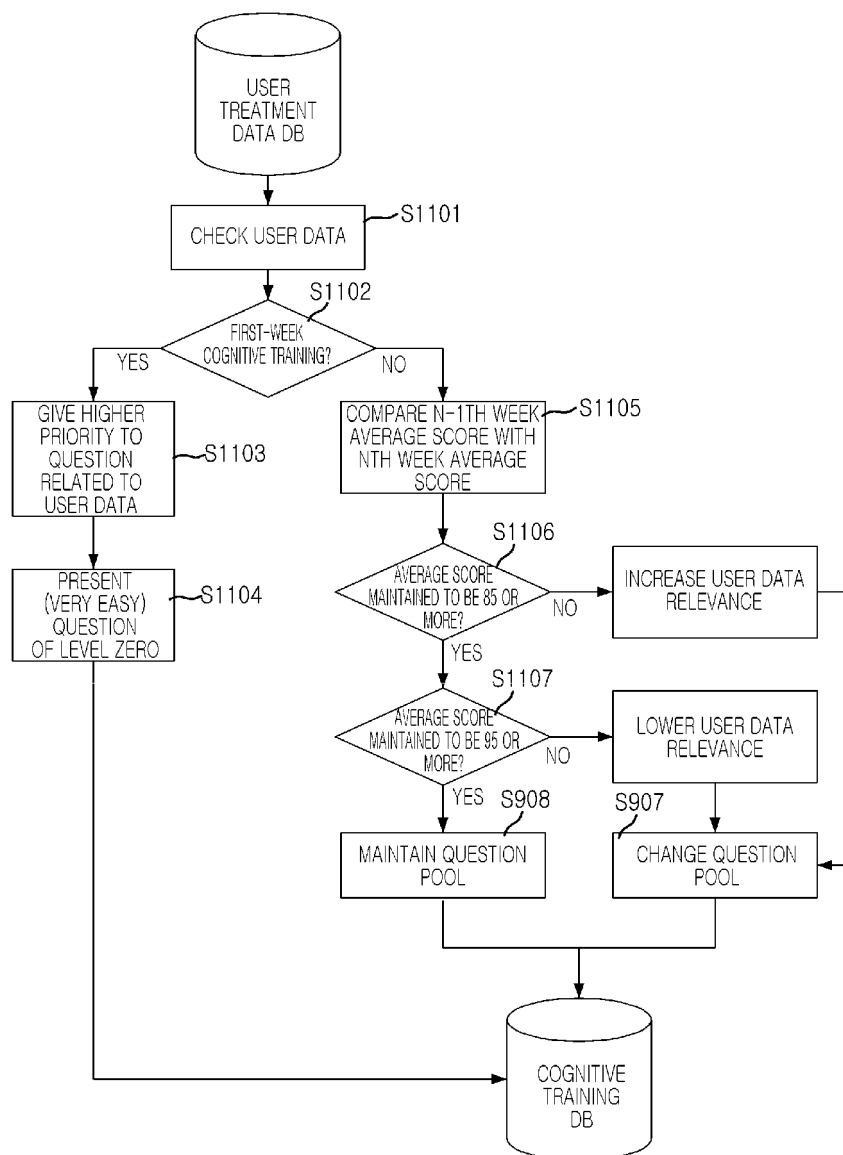 USER
TREATMENT
DATA DB
S1101
CHECK USER DATA
S1102
FIRST-WEEK
COGNITIVE TRAINING?
YES
NO
GIVE HIGHER
PRIORITY TO
QUESTION
RELATED TO
USER DATA
S1103
COMPARE N-1TH WEEK
AVERAGE SCORE WITH
NTH WEEK AVERAGE
SCORE
S1105
PRESENT
(VERY EASY)
QUESTION
OF LEVEL ZERO
S1104
S1106
AVERAGE SCORE
MAINTAINED TO BE 85 OR
MORE?
NO
YES
INCREASE USER DATA
RELEVANCE
S1107
AVERAGE SCORE
MAINTAINED TO BE 95 OR
MORE?
NO
YES
LOWER USER DATA
RELEVANCE
S908
MAINTAIN QUESTION
POOL
S907
CHANGE QUESTION
POOL
COGNITIVE
TRAINING
DB